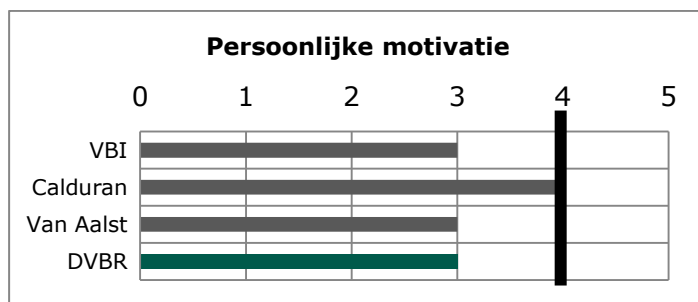 Persoonlijke motivatie
0 1 2 3 4 5
VBI
Calduran
Van Aalst
DVBR